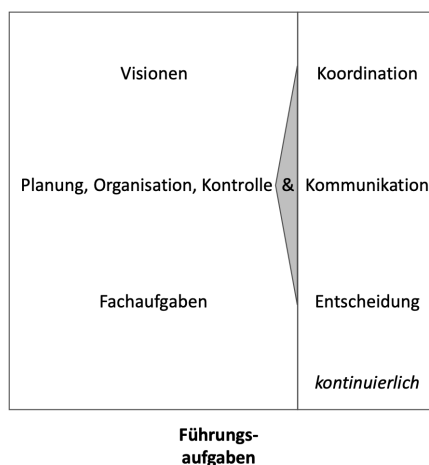 Visionen Koordination
Planung, Organisation, Kontrolle & Kommunikation
Fachaufgaben Entscheidung
kontinuierlich
Führungs-
aufgaben